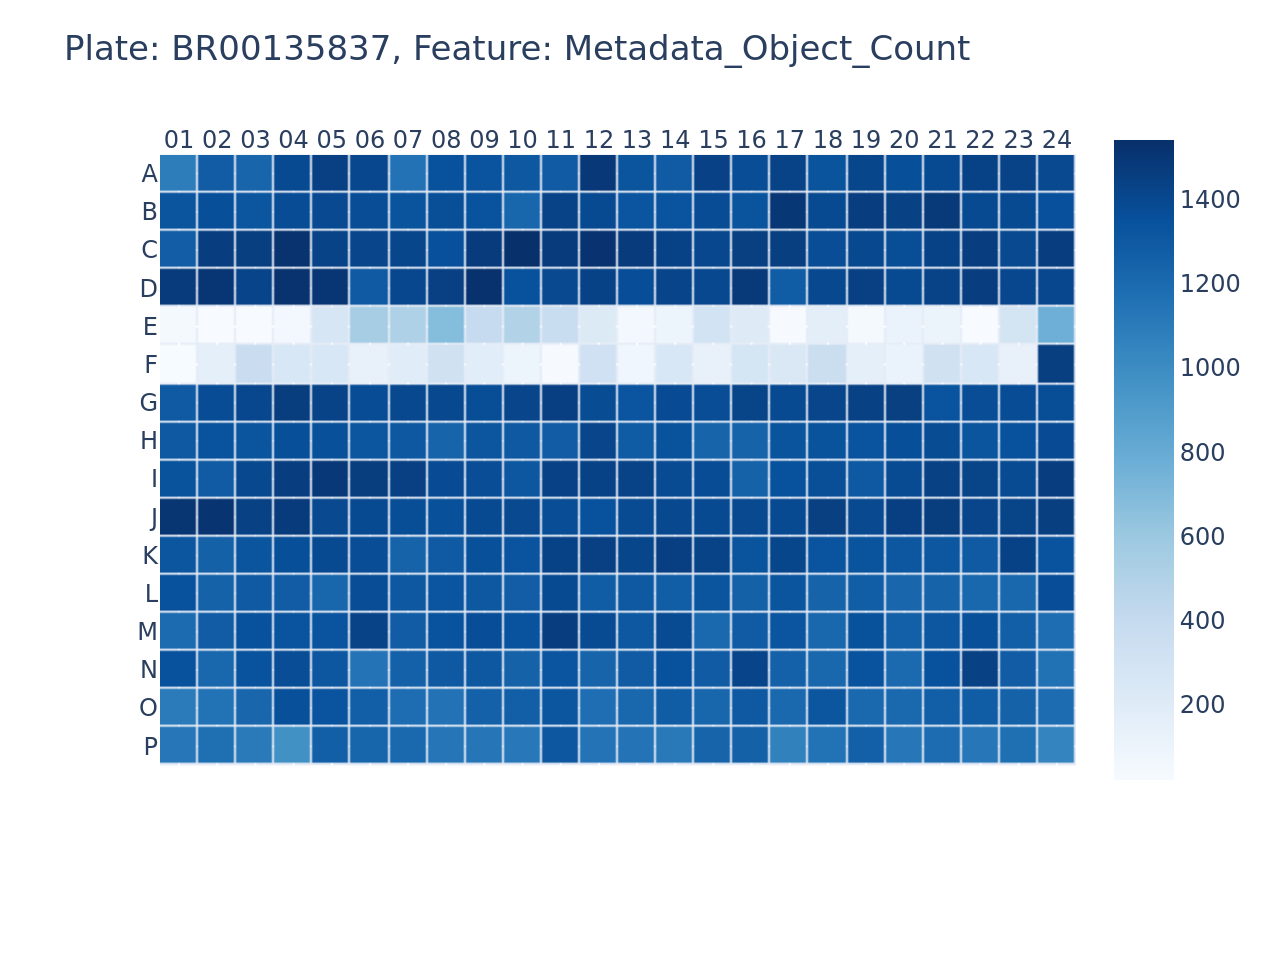 Plate: BR00135837, Feature: Metadata_Object_Count
01 02 03 04 05 06 07 08 09 10 11 12 13 14 15 16 17 18 19 20 21 22 23 24
A
B
C
D
E
F
G
H
I
J
K
L
M
N
O
P
1400
1200
1000
800
600
400
200